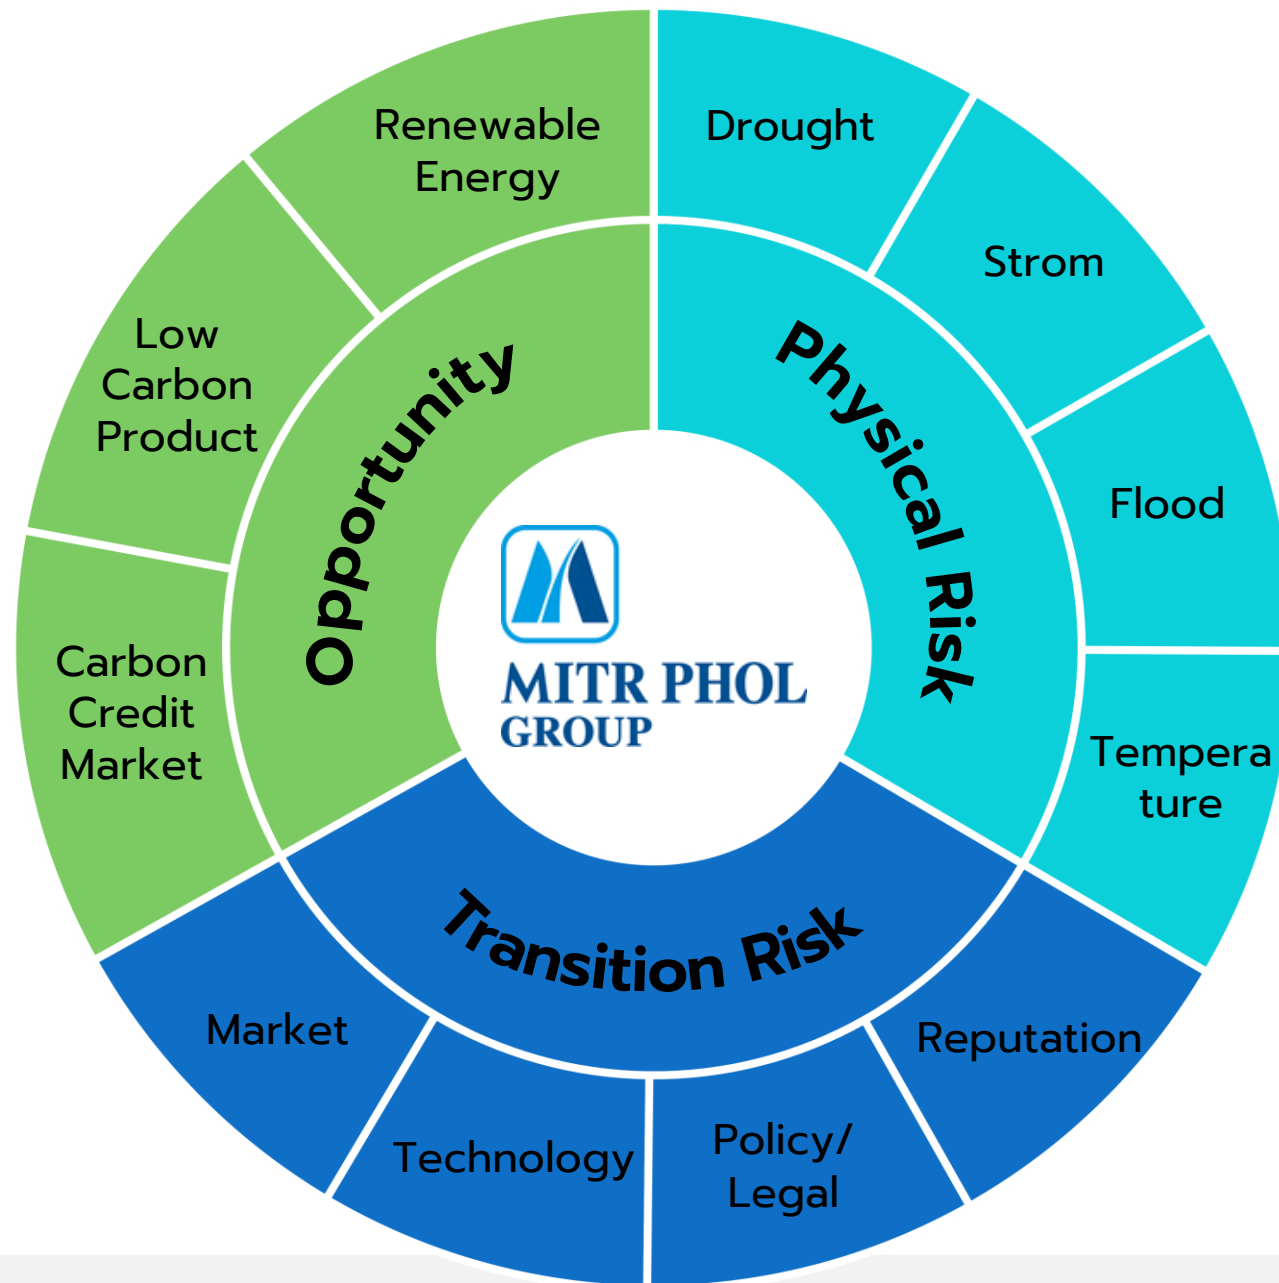 Renewable
Energy
Drought
Strom
Low
Carbon
Product
Opportunity
Physical Risk
Flood
MITR PHOL
GROUP
Carbon
Credit
Market
Tempera
ture
Transition Risk
Market
Reputation
Technology
Policy/
Legal